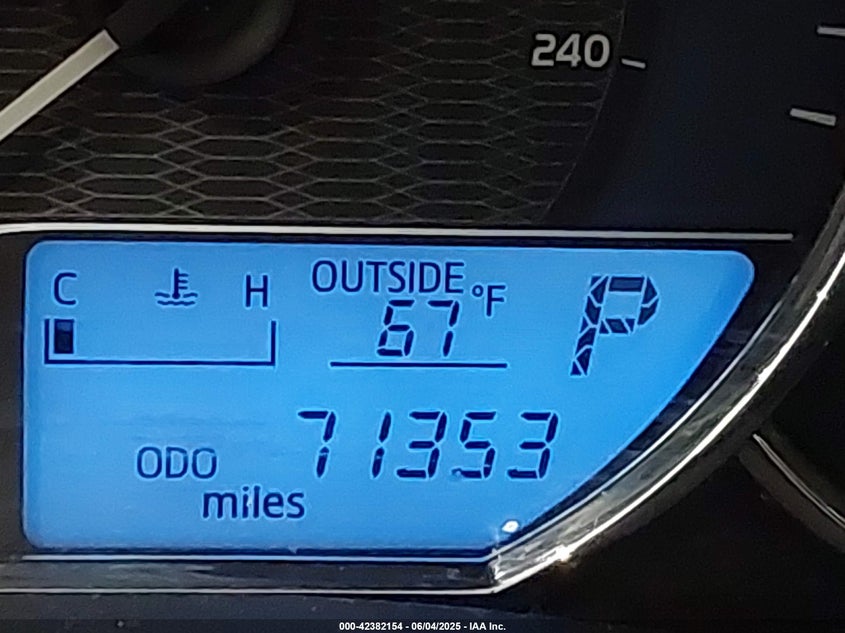 240
C H OUTSIDE
67 °F P
ODO 71353
miles
000-42382154 - 06/04/2025 - IAA Inc.